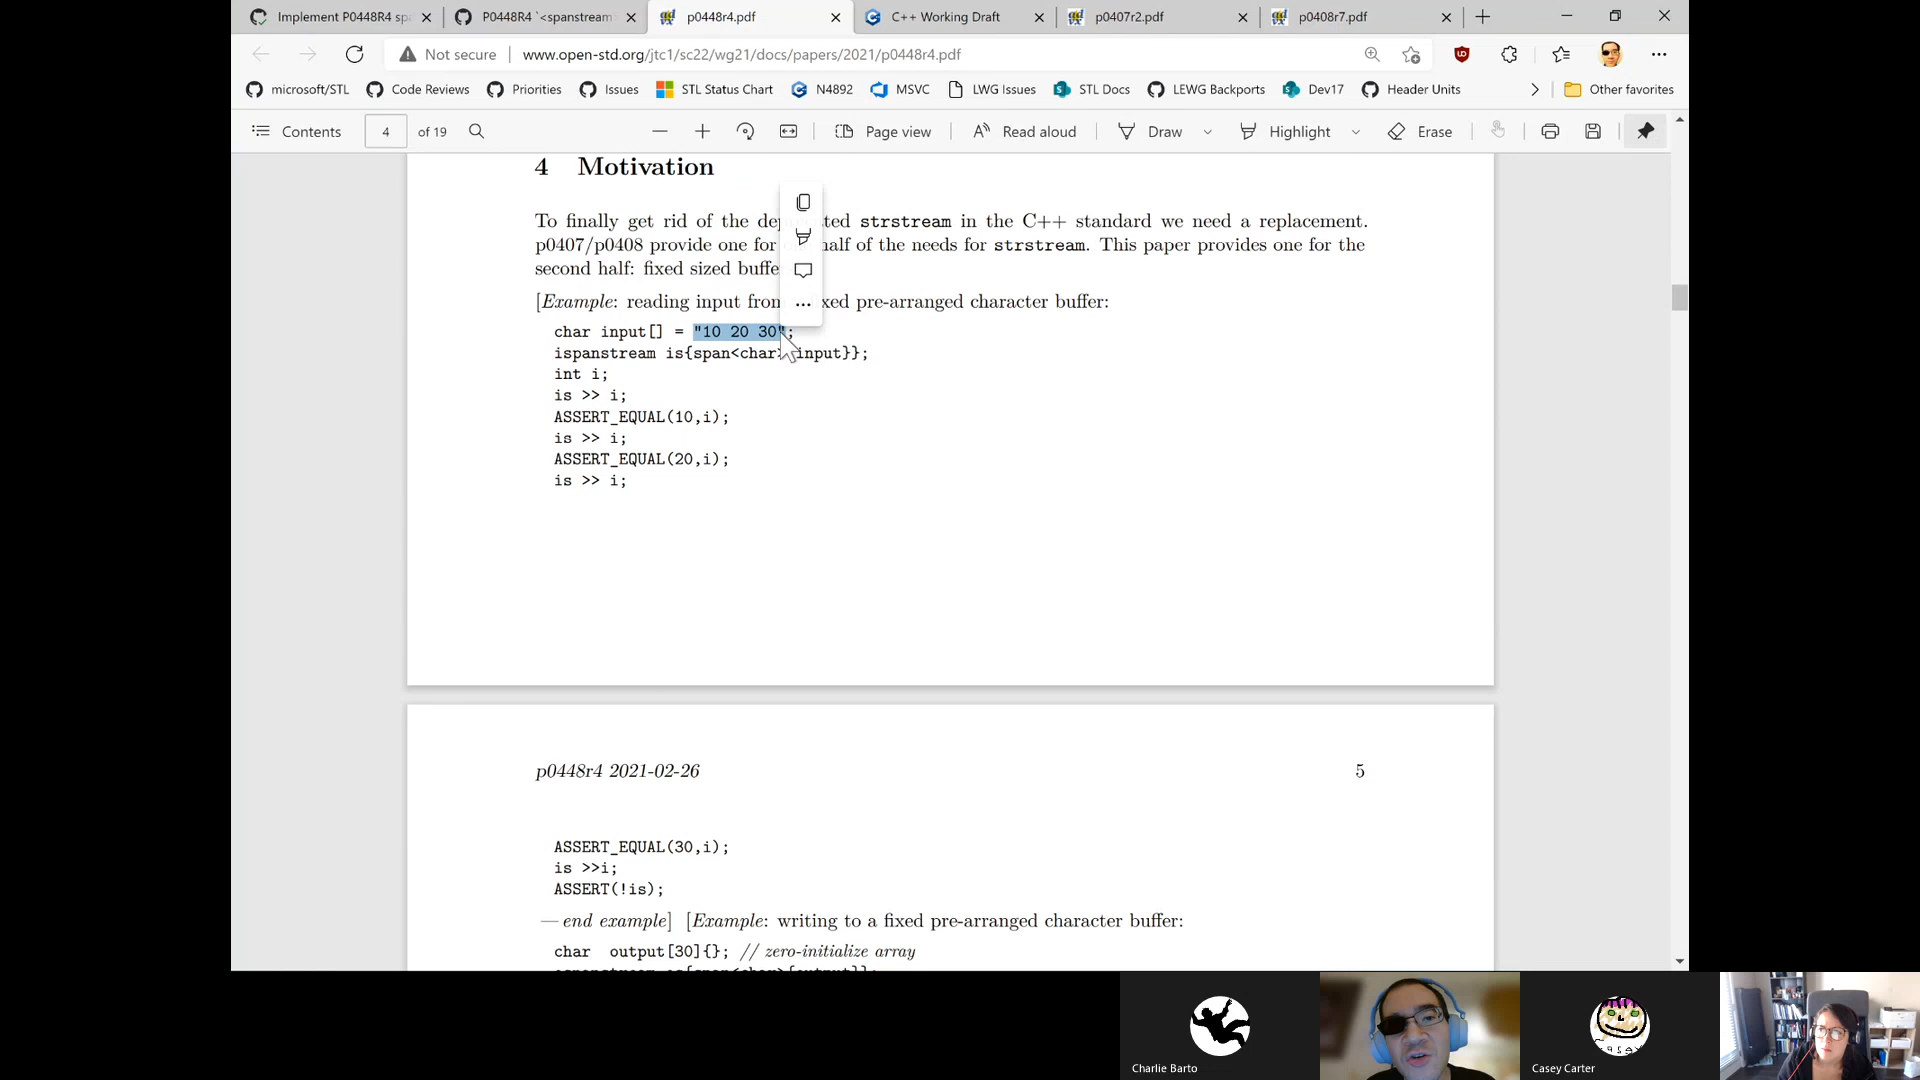 Implement P0448R4 sp
P0448R4 `<spanstream
p0448r4.pdf
C++ Working Draft
p0407r2.pdf
p0408r7.pdf
Not secure
www.open-std.org/jtc1/sc22/wg21/docs/papers/2021/p0448r4.pdf
microsoft/STL
Code Reviews
Priorities
Issues
STL Status Chart
N4892
MSVC
LWG Issues
STL Docs
LEWG Backports
Dev17
Header Units
Other favorites
Contents
4
of 19
Page view
Read aloud
Draw
Highlight
Erase
4 Motivation
To finally get rid of the dep ted strstream in the C++ standard we need a replacement.
p0407/p0408 provide one for half of the needs for strstream. This paper provides one for the
second half: fixed sized buffe
[Example: reading input from xed pre-arranged character buffer:
char input[] = "10 20 30";
ispanstream is{span<char> input}};
int i;
is >> i;
ASSERT_EQUAL(10,i);
is >> i;
ASSERT_EQUAL(20,i);
is >> i;
p0448r4 2021-02-26
5
ASSERT_EQUAL(30,i);
is >>i;
ASSERT(!is);
— end example] [Example: writing to a fixed pre-arranged character buffer:
char output[30]{}; // zero-initialize array
Charlie Barto
Casey Carter